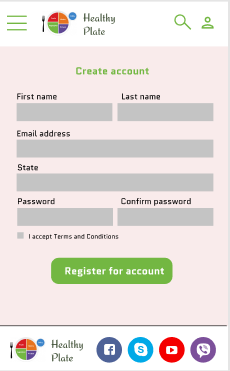 Healthy
Plate
Create account
First name Last name
Email address
State
Password Confirm password
I accept Terms and Conditions
Register for account
Healthy
Plate